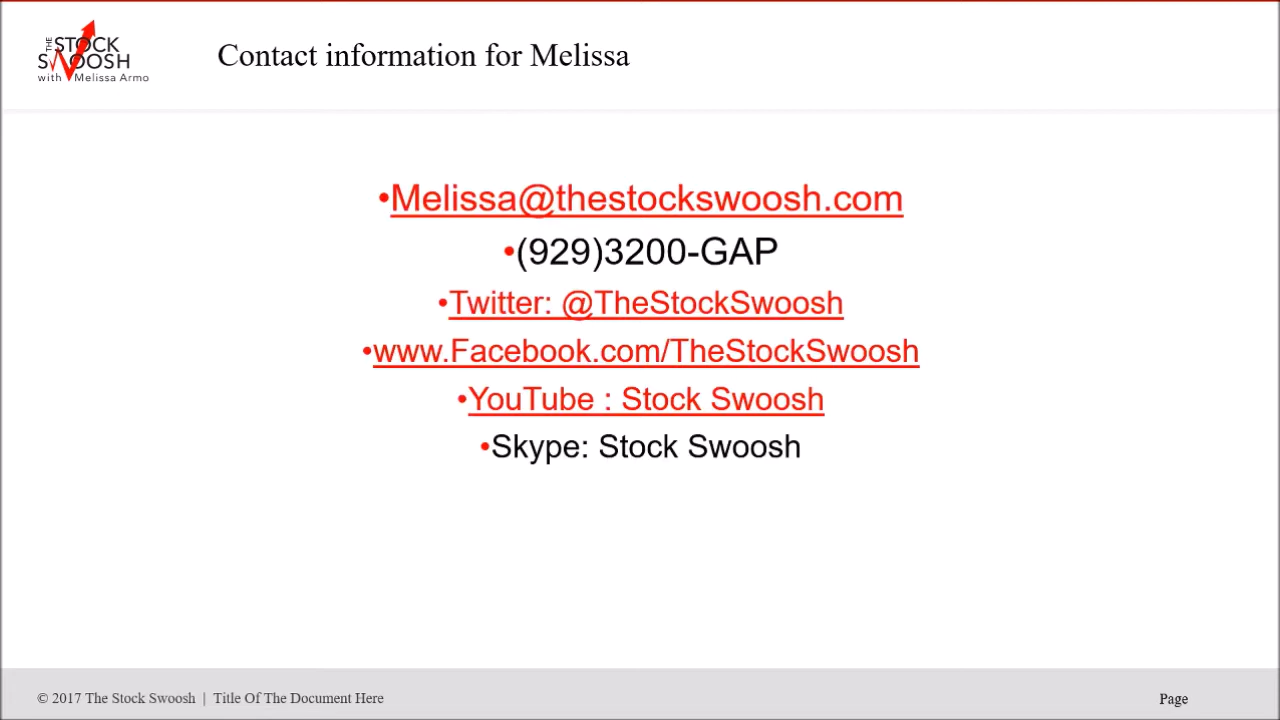 THE STOCK
SWOOSH
with Melissa Armo
Contact information for Melissa
•Melissa@thestockswoosh.com
•(929)3200-GAP
•Twitter: @TheStockSwoosh
•www.Facebook.com/TheStockSwoosh
•YouTube : Stock Swoosh
•Skype: Stock Swoosh
© 2017 The Stock Swoosh | Title Of The Document Here
Page